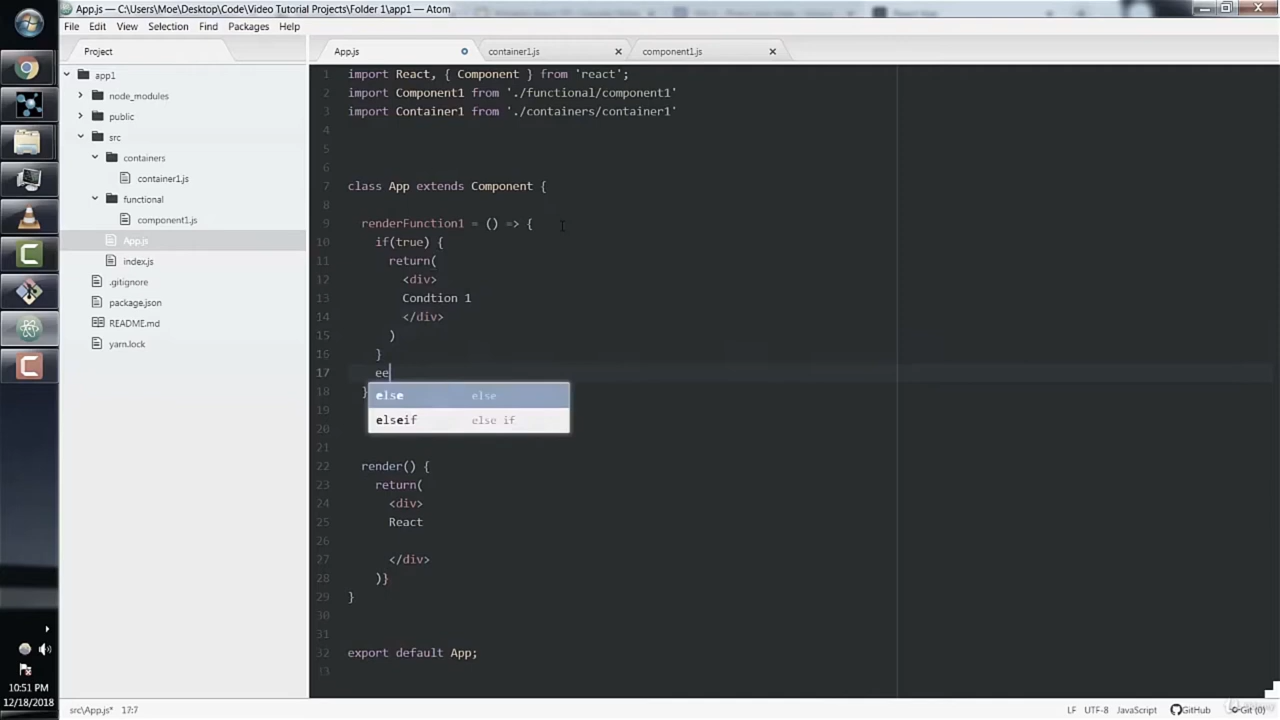 App.js — C:\Users\Moe\Desktop\Code\Video Tutorial Projects\Folder 1\app1 — Atom
File Edit View Selection Find Packages Help
Project
app1
node_modules
public
src
containers
container1.js
functional
component1.js
App.js
index.js
.gitignore
package.json
README.md
yarn.lock
App.js container1.js component1.js
1 import React, { Component } from 'react';
2 import Component1 from './functional/component1'
3 import Container1 from './containers/container1'
4
5
6
7 class App extends Component {
8
9 renderFunction1 = () => {
10 if(true) {
11 return(
12 <div>
13 Condtion 1
14 </div>
15 )
16 }
17 ee
18 }
else else
19
elseif else if
20
21
22 render() {
23 return(
24 <div>
25 React
27 </div>
28 )}
29 }
30
31
32 export default App;
33
10:51 PM
12/18/2018
src\App.js* 17:7 LF UTF-8 JavaScript GitHub Git (0)